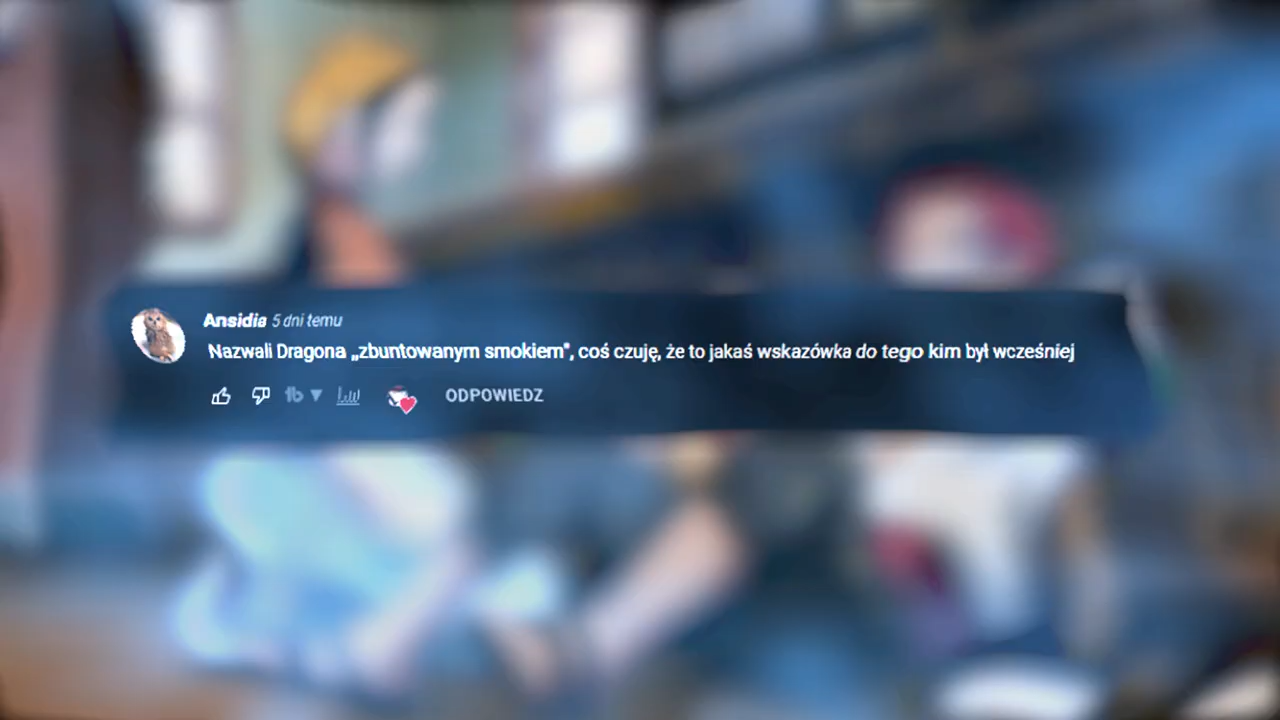 Ansidia 5 dni temu
Nazwali Dragona „zbuntowanym smokiem", coś czuję, że to jakaś wskazówka do tego kim był wcześniej
ODPOWIEDZ